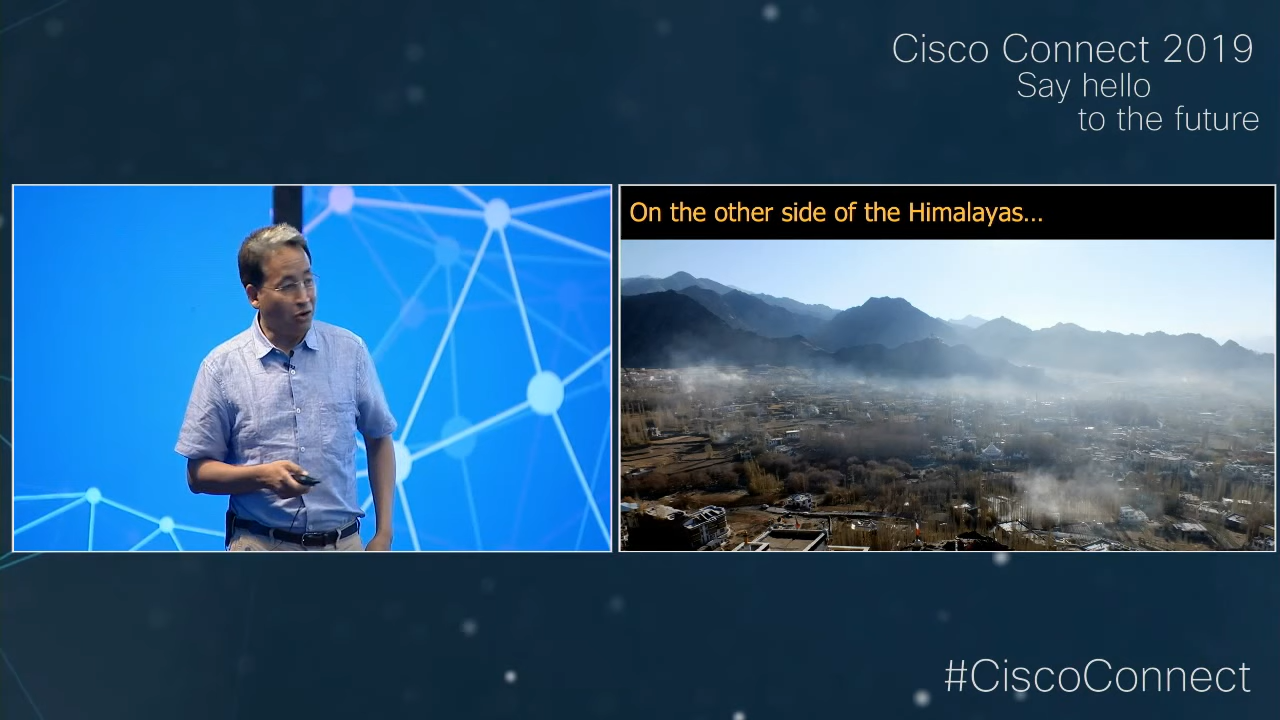 Cisco Connect 2019
Say hello
to the future
On the other side of the Himalayas...
#CiscoConnect